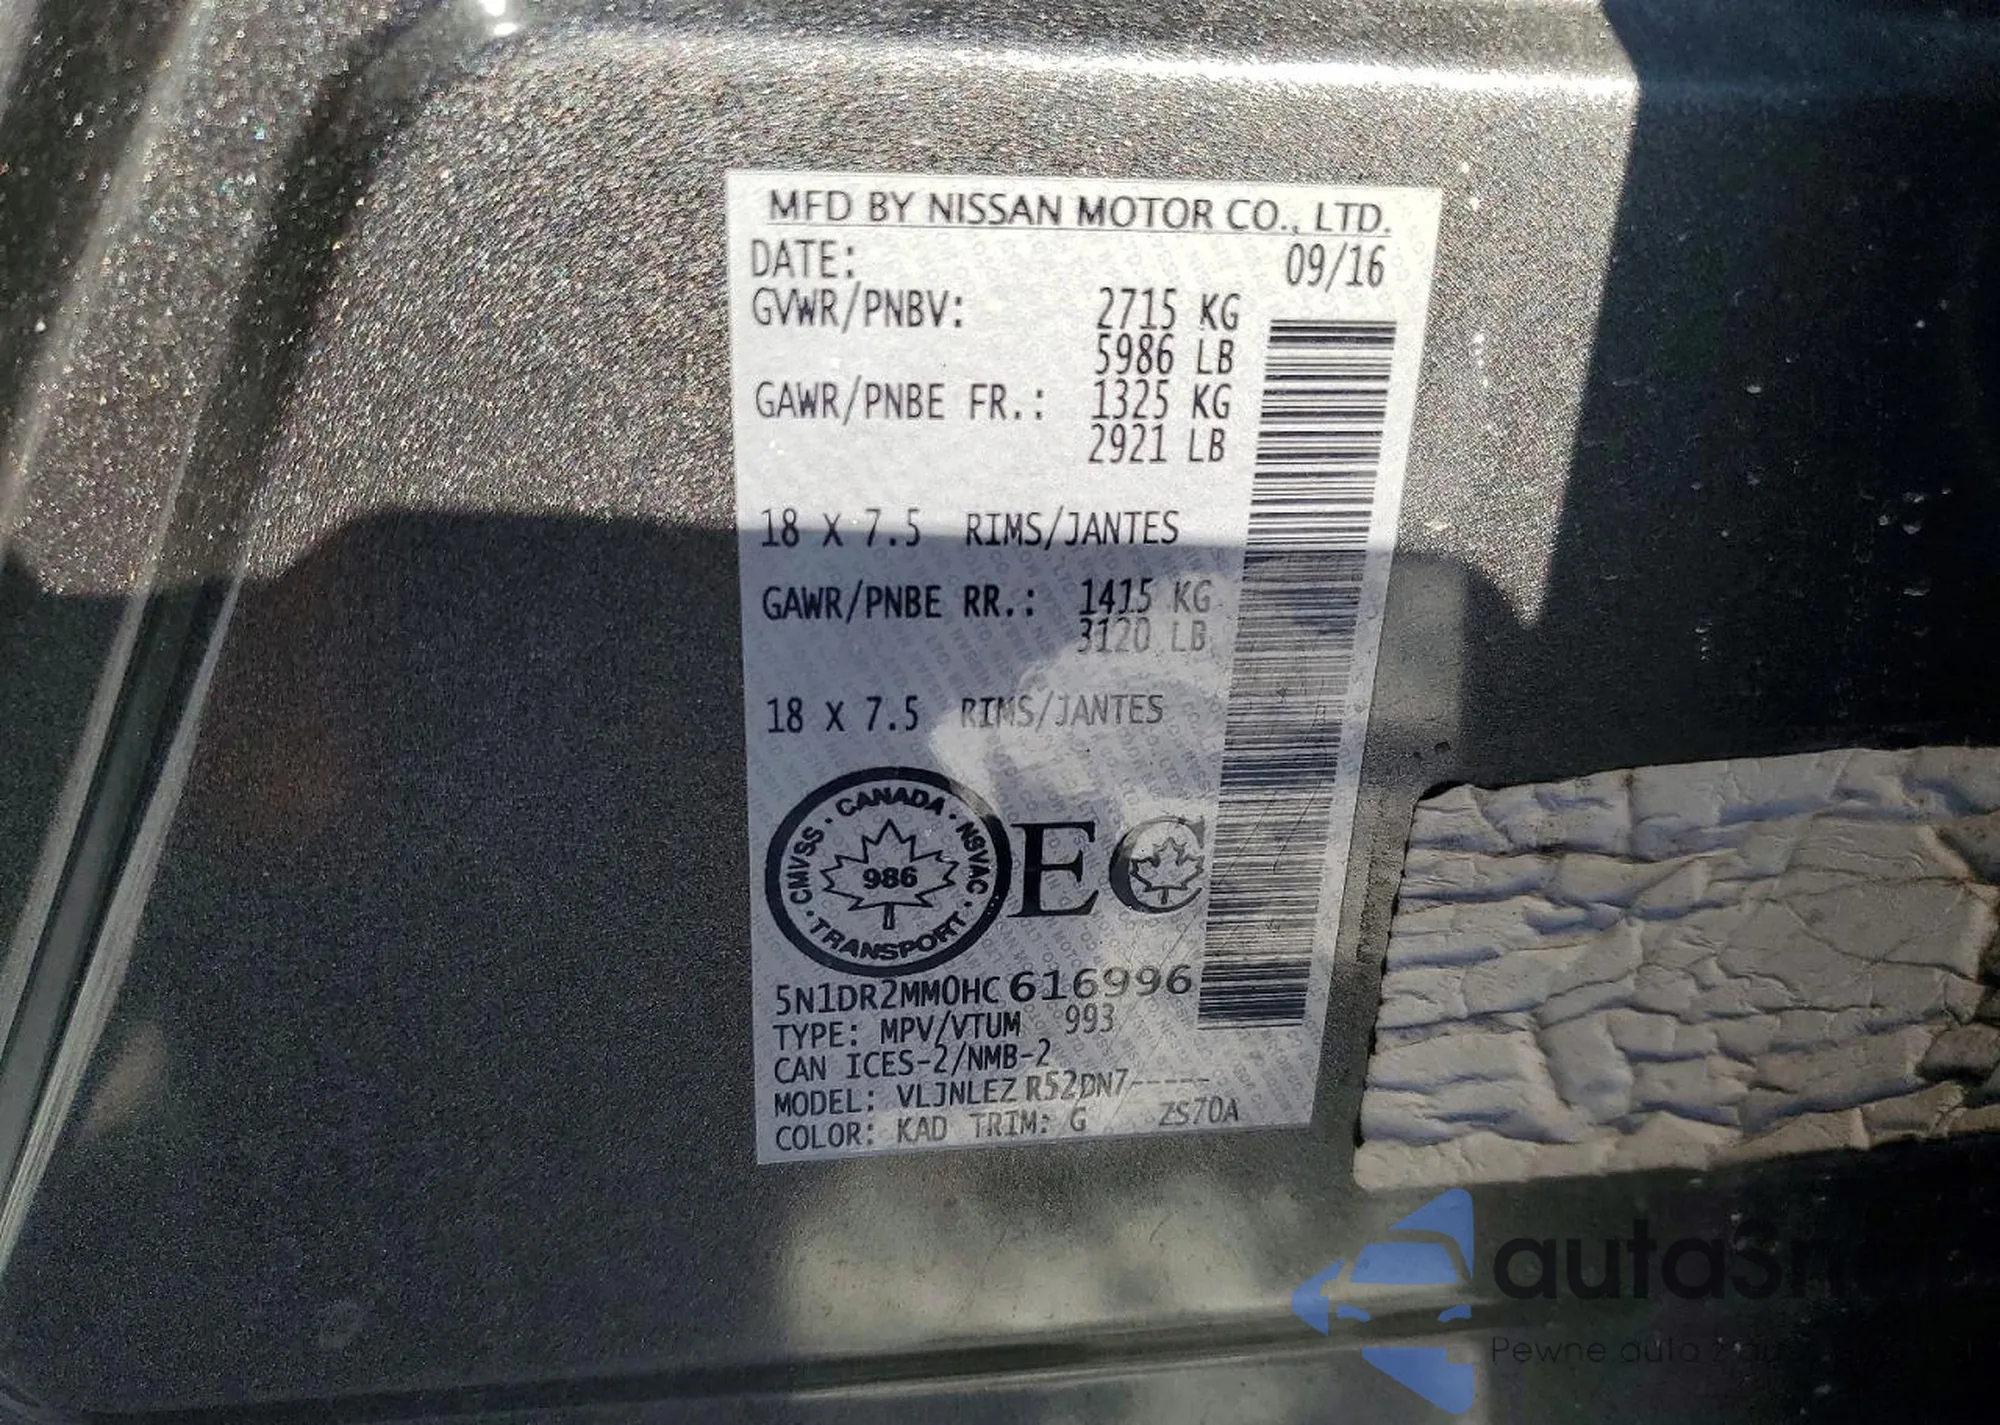 MFD BY NISSAN MOTOR CO., LTD.
DATE: 09/16
GVWR/PNBV: 2715 KG
5986 LB
GAWR/PNBE FR.: 1325 KG
2921 LB
18 X 7.5 RIMS/JANTES
GAWR/PNBE RR.: 1415 KG
3120 LB
18 X 7.5 RIMS/JANTES
CANADA · NSVAC · TRANSPORT · CMVSS ·
986
EC
5N1DR2MM0HC616996
TYPE: MPV/VTUM 993
CAN ICES-2/NMB-2
MODEL: VLJNLEZ R52DN7-----
COLOR: KAD TRIM: G ZS70A
Pewne auta z